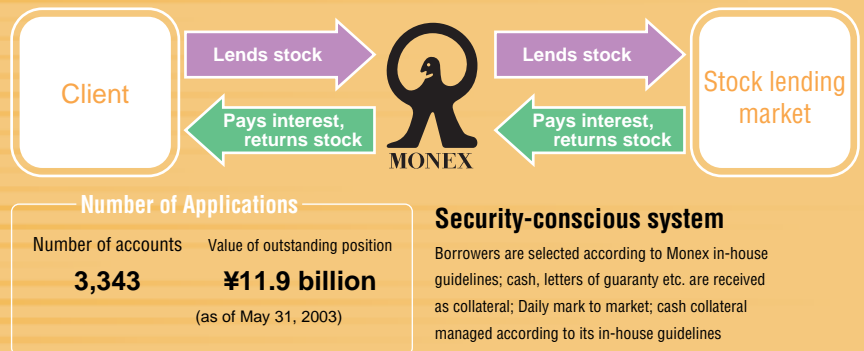 Client
Lends stock
Pays interest,
returns stock
MONEX
Lends stock
Pays interest,
returns stock
Stock lending
market
Number of Applications
Number of accounts
3,343
Value of outstanding position
¥11.9 billion
(as of May 31, 2003)
Security-conscious system
Borrowers are selected according to Monex in-house
guidelines; cash, letters of guaranty etc. are received
as collateral; Daily mark to market; cash collateral
managed according to its in-house guidelines